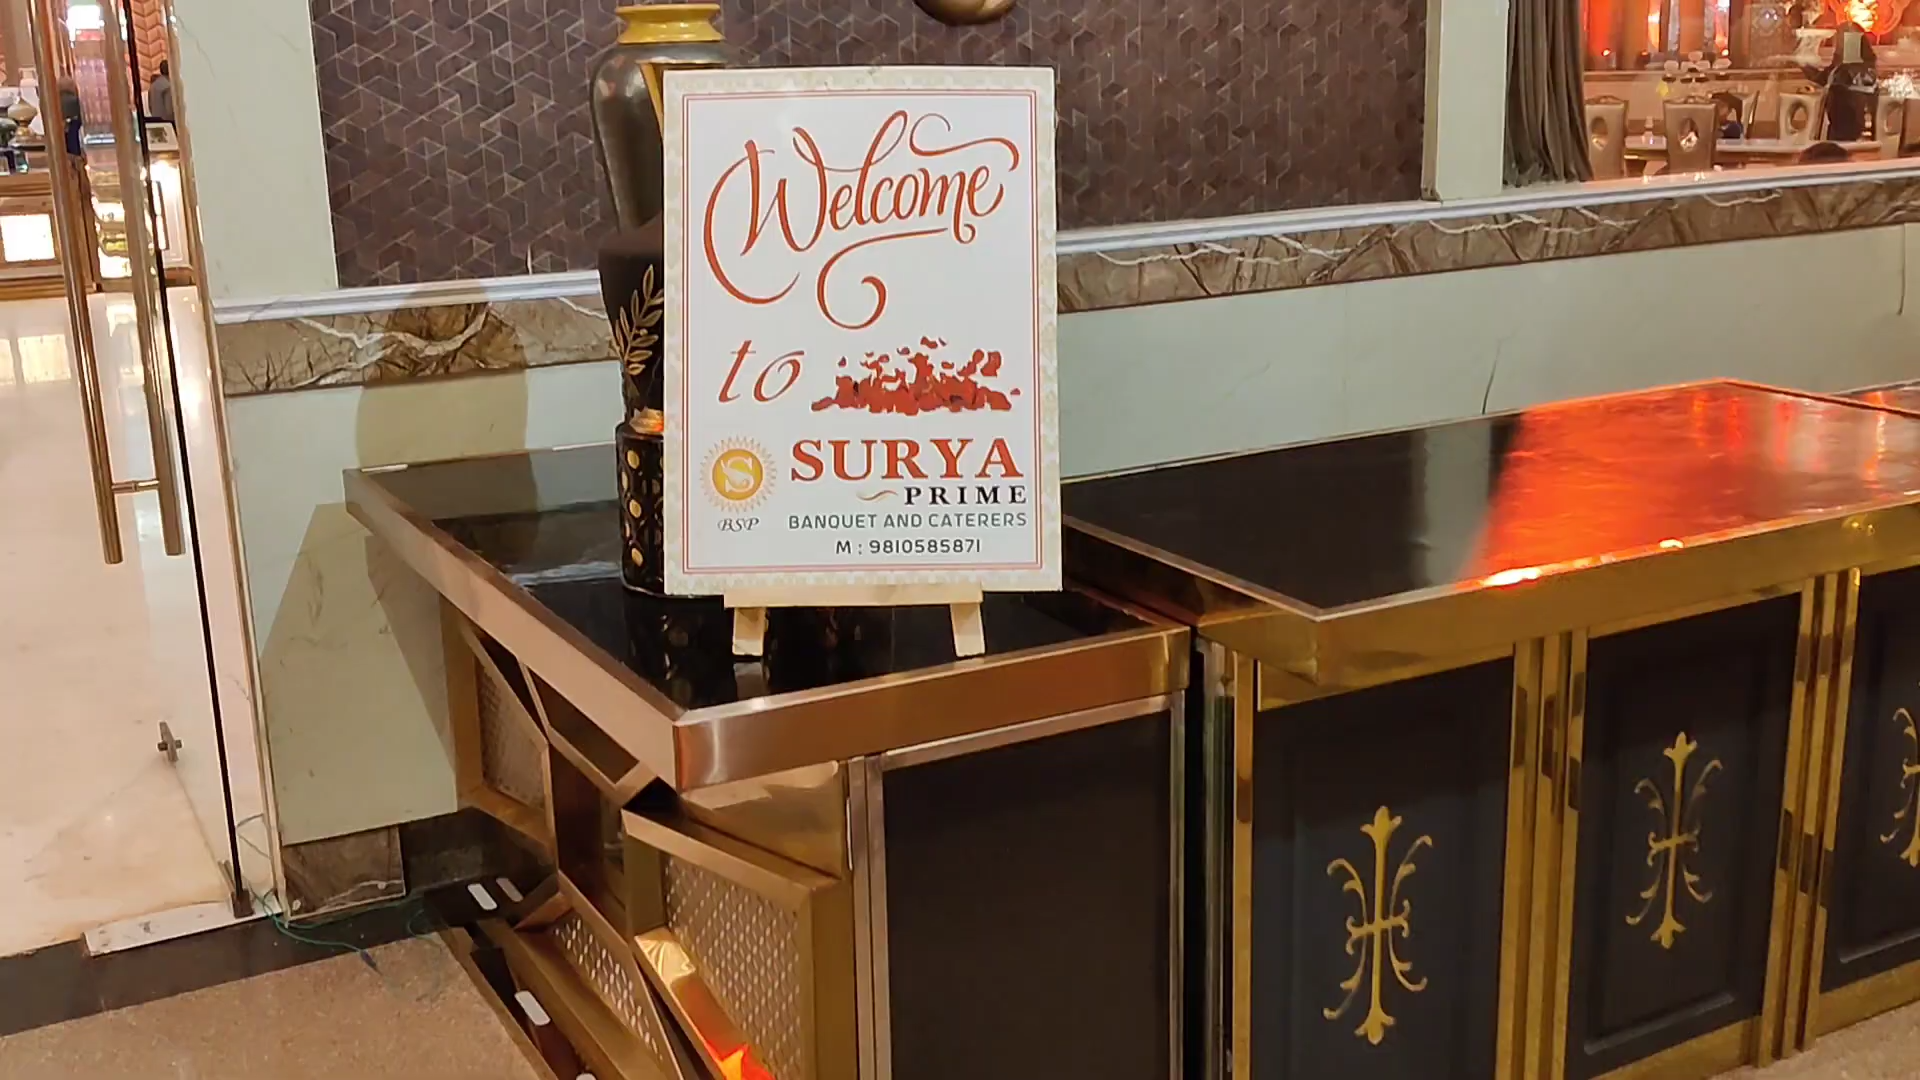 Welcome
to
S
SURYA
PRIME
BSP
BANQUET AND CATERERS
M : 9810585871